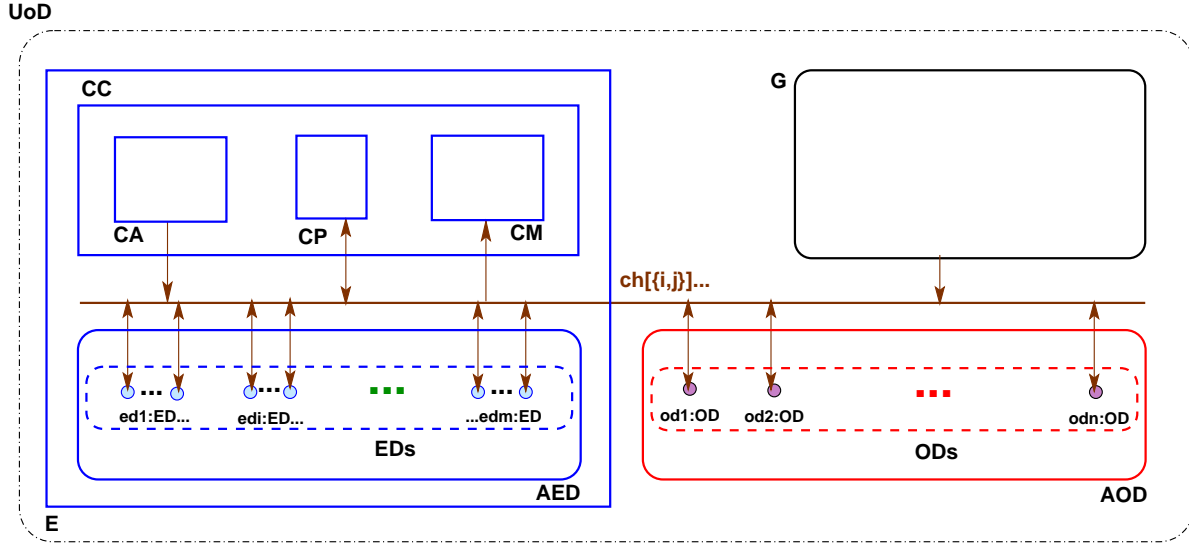 UoD
CC
G
CA
CP
CM
ch[{i,j}]...
... ... ... ... ...
ed1:ED...
edi:ED...
...edm:ED
od1:OD
od2:OD
odn:OD
EDs
ODs
AED
AOD
E